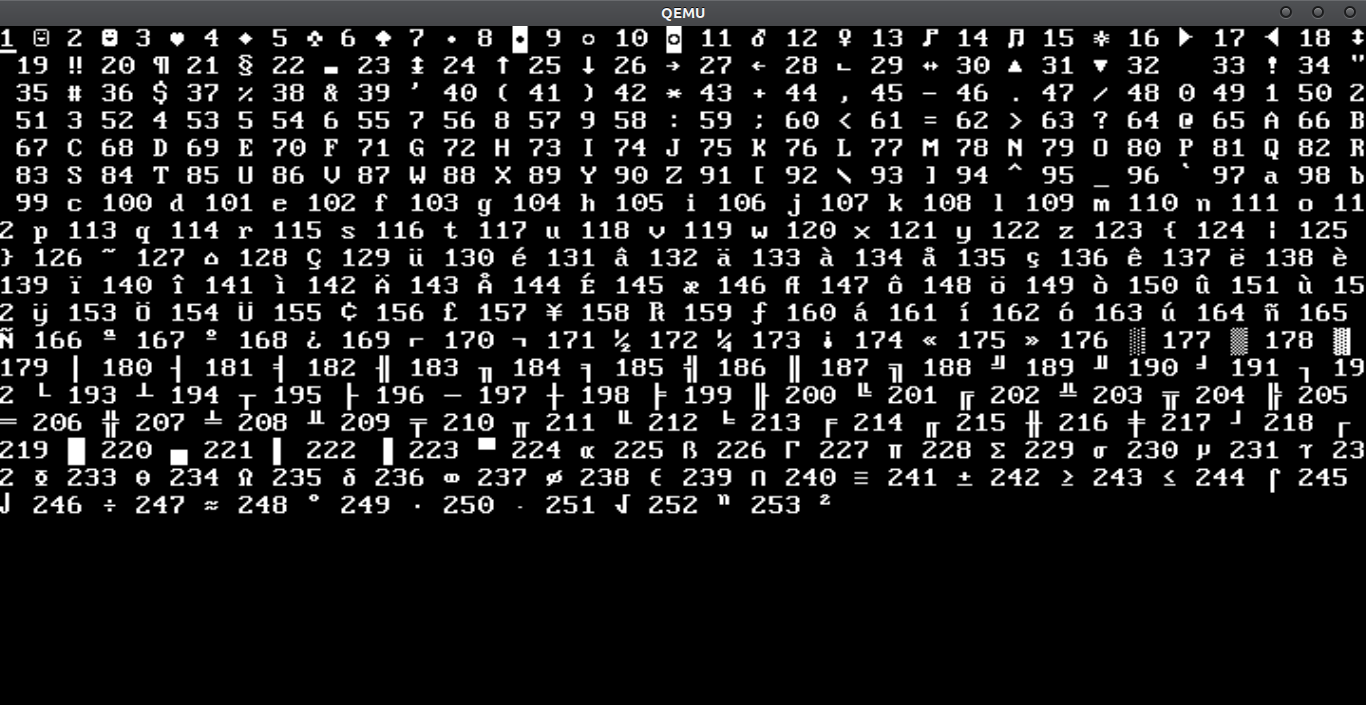 QEMU
1 ☺ 2 ☻ 3 ♥ 4 ♦ 5 ♣ 6 ♠ 7 • 8 ◘ 9 ○ 10 ◙ 11 ♂ 12 ♀ 13 ♪ 14 ♫ 15 ☼ 16 ► 17 ◄ 18 ↕
19 ‼ 20 ¶ 21 § 22 ▬ 23 ↨ 24 ↑ 25 ↓ 26 → 27 ← 28 ∟ 29 ↔ 30 ▲ 31 ▼ 32   33 ! 34 "
35 # 36 $ 37 % 38 & 39 ' 40 ( 41 ) 42 * 43 + 44 , 45 - 46 . 47 / 48 0 49 1 50 2
51 3 52 4 53 5 54 6 55 7 56 8 57 9 58 : 59 ; 60 < 61 = 62 > 63 ? 64 @ 65 A 66 B
67 C 68 D 69 E 70 F 71 G 72 H 73 I 74 J 75 K 76 L 77 M 78 N 79 O 80 P 81 Q 82 R
83 S 84 T 85 U 86 V 87 W 88 X 89 Y 90 Z 91 [ 92 \ 93 ] 94 ^ 95 _ 96 ` 97 a 98 b
99 c 100 d 101 e 102 f 103 g 104 h 105 i 106 j 107 k 108 l 109 m 110 n 111 o 11
2 p 113 q 114 r 115 s 116 t 117 u 118 v 119 w 120 x 121 y 122 z 123 { 124 ¦ 125
} 126 ~ 127 ⌂ 128 Ç 129 ü 130 é 131 â 132 ä 133 à 134 å 135 ç 136 ê 137 ë 138 è
139 ï 140 î 141 ì 142 Ä 143 Å 144 É 145 æ 146 Æ 147 ô 148 ö 149 ò 150 û 151 ù 15
2 ÿ 153 Ö 154 Ü 155 ¢ 156 £ 157 ¥ 158 ₧ 159 ƒ 160 á 161 í 162 ó 163 ú 164 ñ 165
Ñ 166 ª 167 º 168 ¿ 169 ⌐ 170 ¬ 171 ½ 172 ¼ 173 ¡ 174 « 175 » 176 ░ 177 ▒ 178 ▓
179 │ 180 ┤ 181 ╡ 182 ╢ 183 ╖ 184 ╕ 185 ╣ 186 ║ 187 ╗ 188 ╝ 189 ╜ 190 ╛ 191 ┐ 19
2 └ 193 ┴ 194 ┬ 195 ├ 196 ─ 197 ┼ 198 ╞ 199 ╟ 200 ╚ 201 ╔ 202 ╩ 203 ╦ 204 ╠ 205
═ 206 ╬ 207 ╧ 208 ╨ 209 ╤ 210 ╥ 211 ╙ 212 ╘ 213 ╒ 214 ╓ 215 ╫ 216 ╪ 217 ┘ 218 ┌
219 █ 220 ▄ 221 ▌ 222 ▐ 223 ▀ 224 α 225 ß 226 Γ 227 π 228 Σ 229 σ 230 µ 231 τ 23
2 Φ 233 Θ 234 Ω 235 δ 236 ∞ 237 φ 238 ε 239 ∩ 240 ≡ 241 ± 242 ≥ 243 ≤ 244 ⌠ 245
⌡ 246 ÷ 247 ≈ 248 ° 249 ∙ 250 · 251 √ 252 ⁿ 253 ²